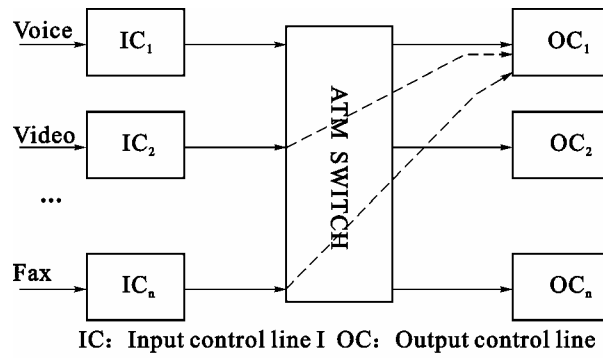 Voice IC₁ OC₁
Video IC₂ OC₂
...
Fax ICₙ OCₙ
ATM SWITCH
IC: Input control line I OC: Output control line